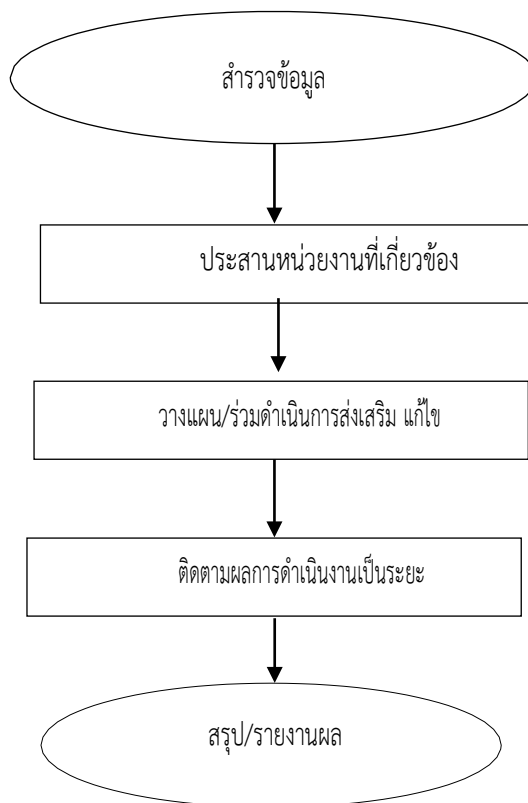 สำรวจข้อมูล
ประสานหน่วยงานที่เกี่ยวข้อง
วางแผน/ร่วมดำเนินการส่งเสริม แก้ไข
ติดตามผลการดำเนินงานเป็นระยะ
สรุป/รายงานผล